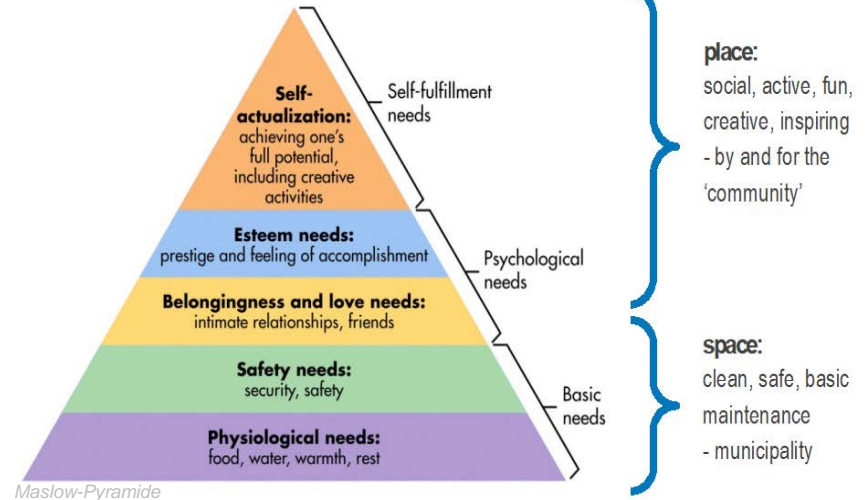 Self-
actualization:
achieving one's
full potential,
including creative
activities
Esteem needs:
prestige and feeling of accomplishment
Belongingness and love needs:
intimate relationships, friends
Safety needs:
security, safety
Physiological needs:
food, water, warmth, rest
Self-fulfillment
needs
Psychological
needs
Basic
needs
place:
social, active, fun,
creative, inspiring
- by and for the
‘community’
space:
clean, safe, basic
maintenance
- municipality
Maslow-Pyramide